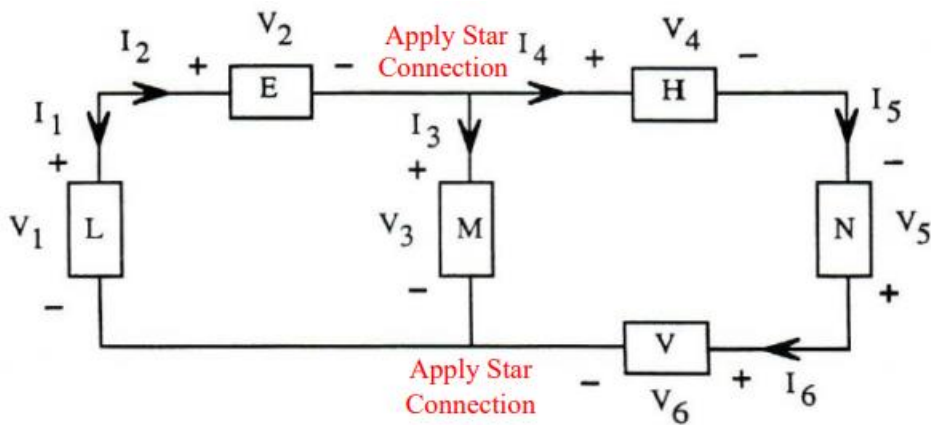 V2
Apply Star
Connection
I2
I4
V4
+ E - + H -
I1
I3
I5
+ + -
V1 L V3 M N V5
- - +
V
Apply Star
Connection
- +
V6
I6